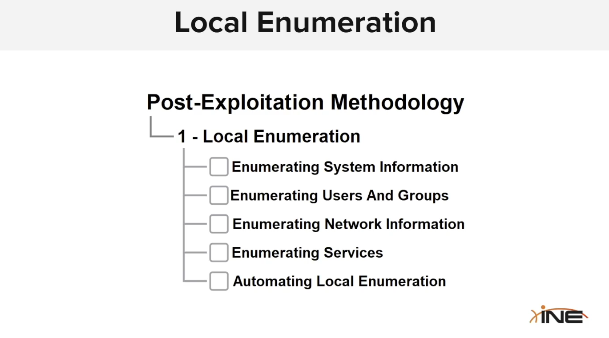 Local Enumeration
Post-Exploitation Methodology
1 - Local Enumeration
Enumerating System Information
Enumerating Users And Groups
Enumerating Network Information
Enumerating Services
Automating Local Enumeration
INE